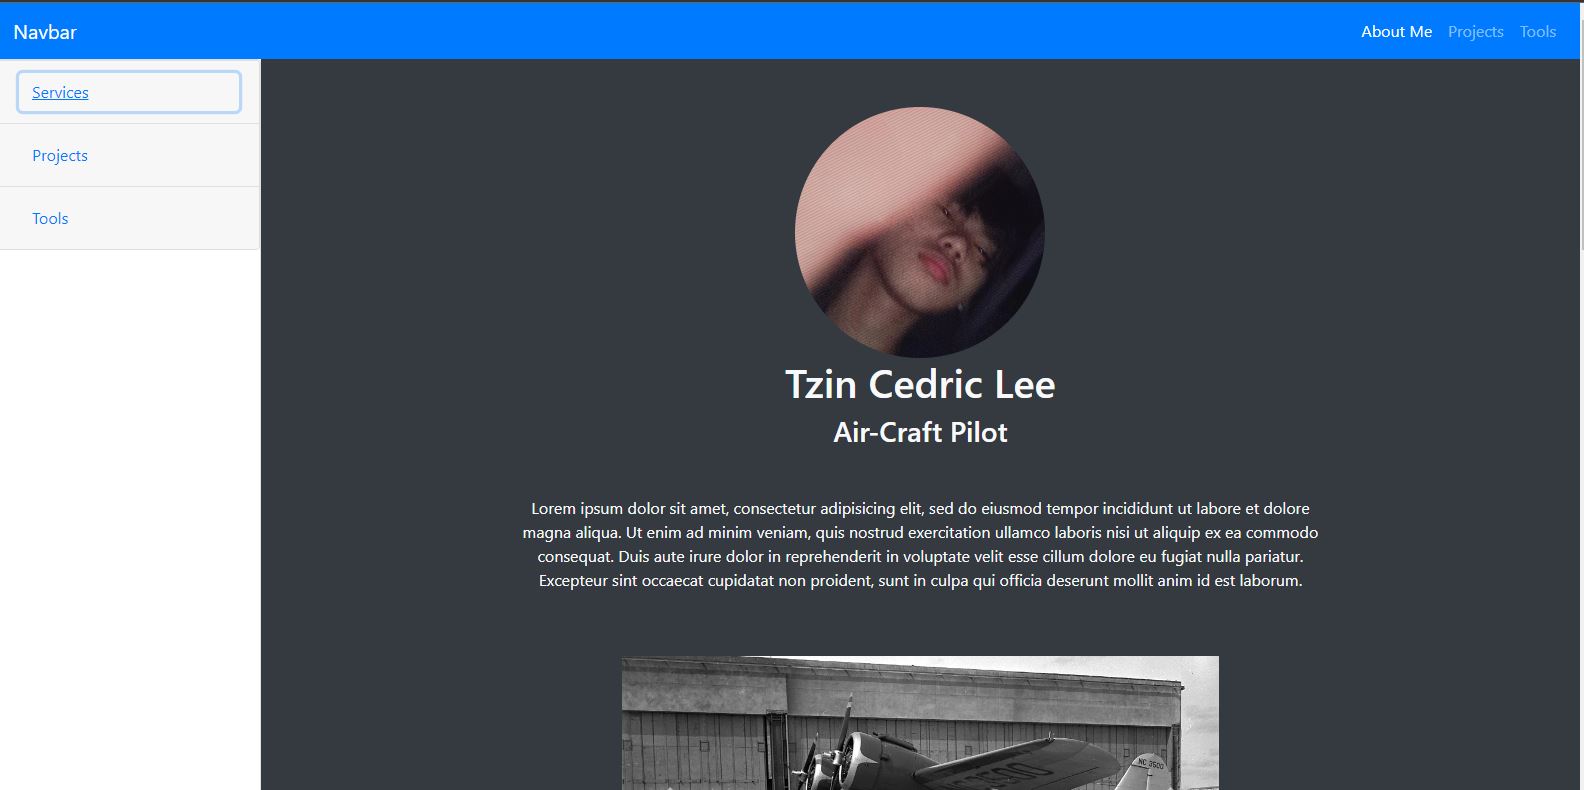 Navbar
About Me Projects Tools
Services
Projects
Tools
Tzin Cedric Lee
Air-Craft Pilot
Lorem ipsum dolor sit amet, consectetur adipisicing elit, sed do eiusmod tempor incididunt ut labore et dolore
magna aliqua. Ut enim ad minim veniam, quis nostrud exercitation ullamco laboris nisi ut aliquip ex ea commodo
consequat. Duis aute irure dolor in reprehenderit in voluptate velit esse cillum dolore eu fugiat nulla pariatur.
Excepteur sint occaecat cupidatat non proident, sunt in culpa qui officia deserunt mollit anim id est laborum.
NC 3500
NC 3500